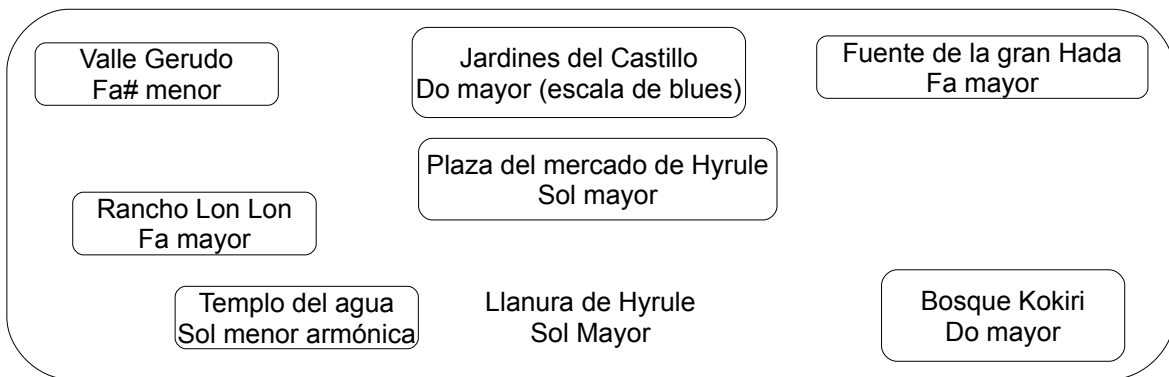 Valle Gerudo
Fa# menor
Jardines del Castillo
Do mayor (escala de blues)
Fuente de la gran Hada
Fa mayor
Plaza del mercado de Hyrule
Sol mayor
Rancho Lon Lon
Fa mayor
Templo del agua
Sol menor armónica
Llanura de Hyrule
Sol Mayor
Bosque Kokiri
Do mayor